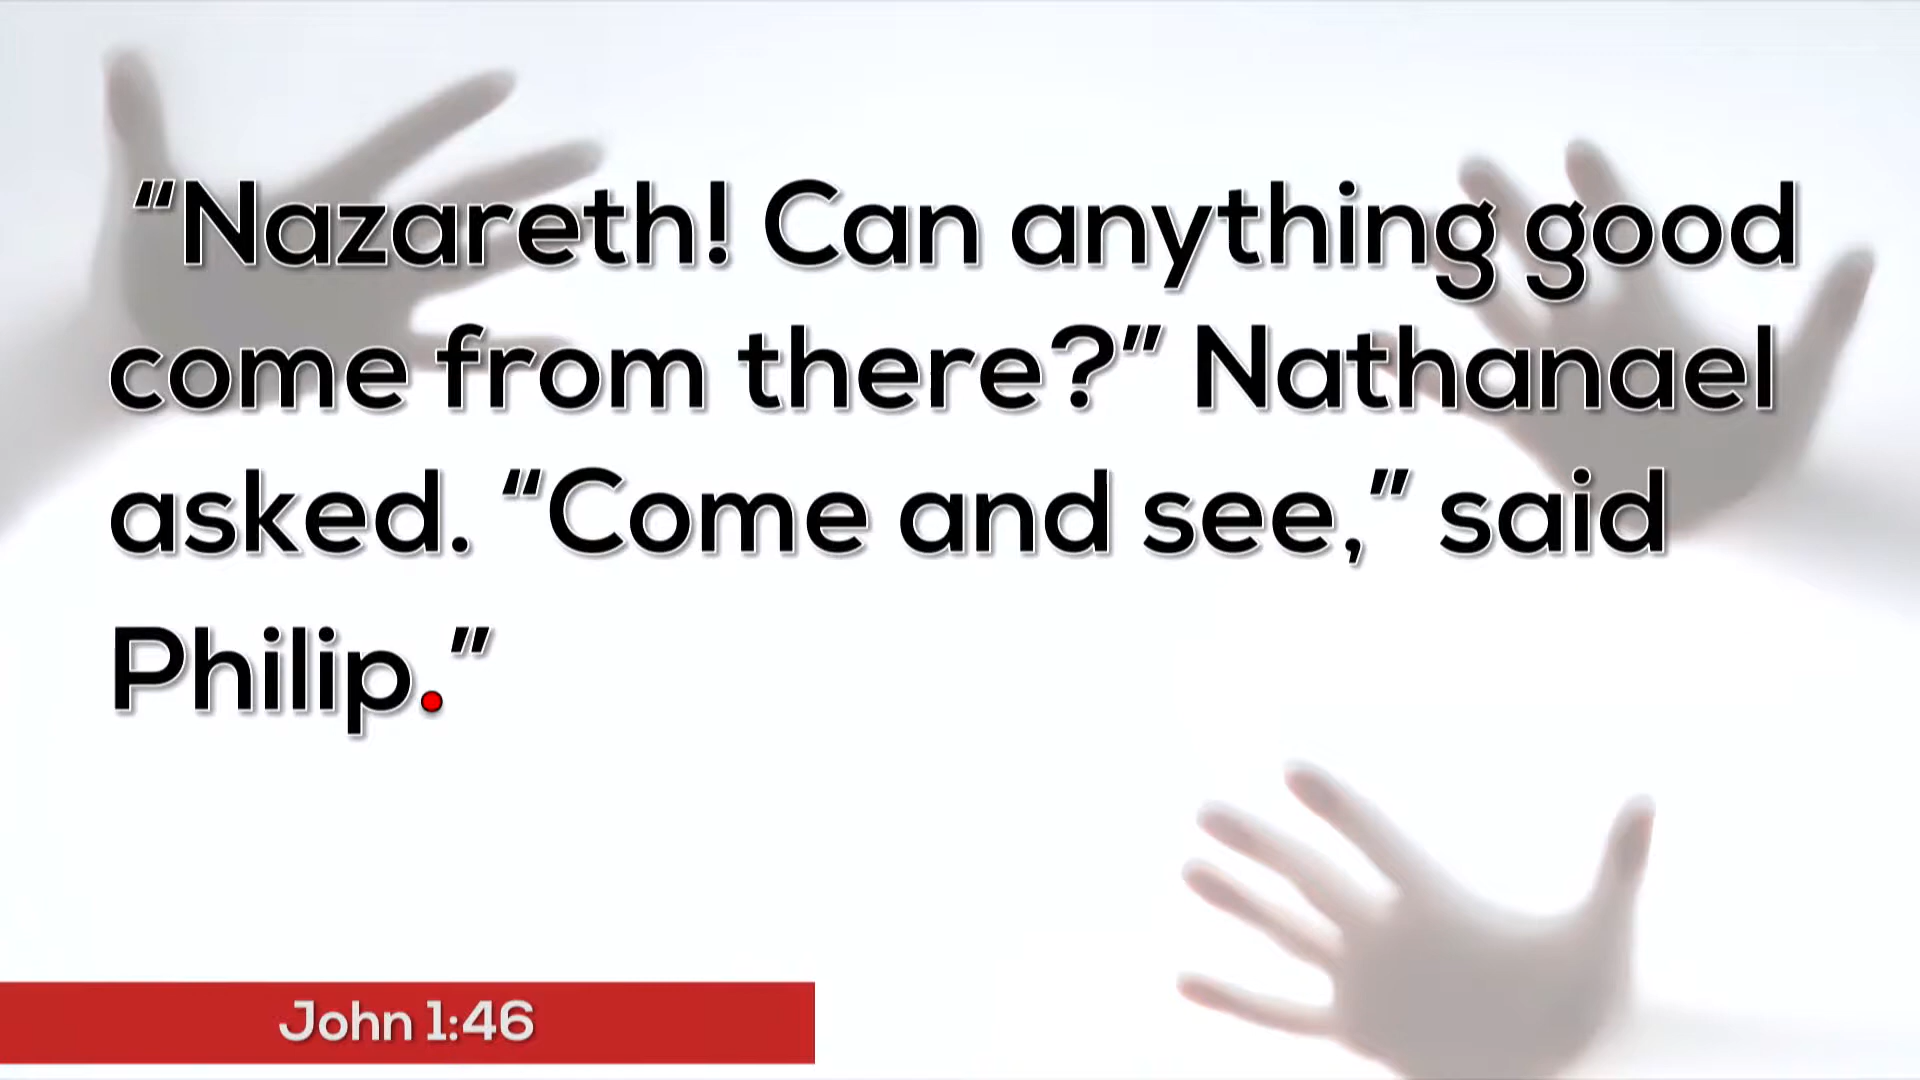 “Nazareth! Can anything good
come from there?” Nathanael
asked. “Come and see,” said
Philip.”
John 1:46